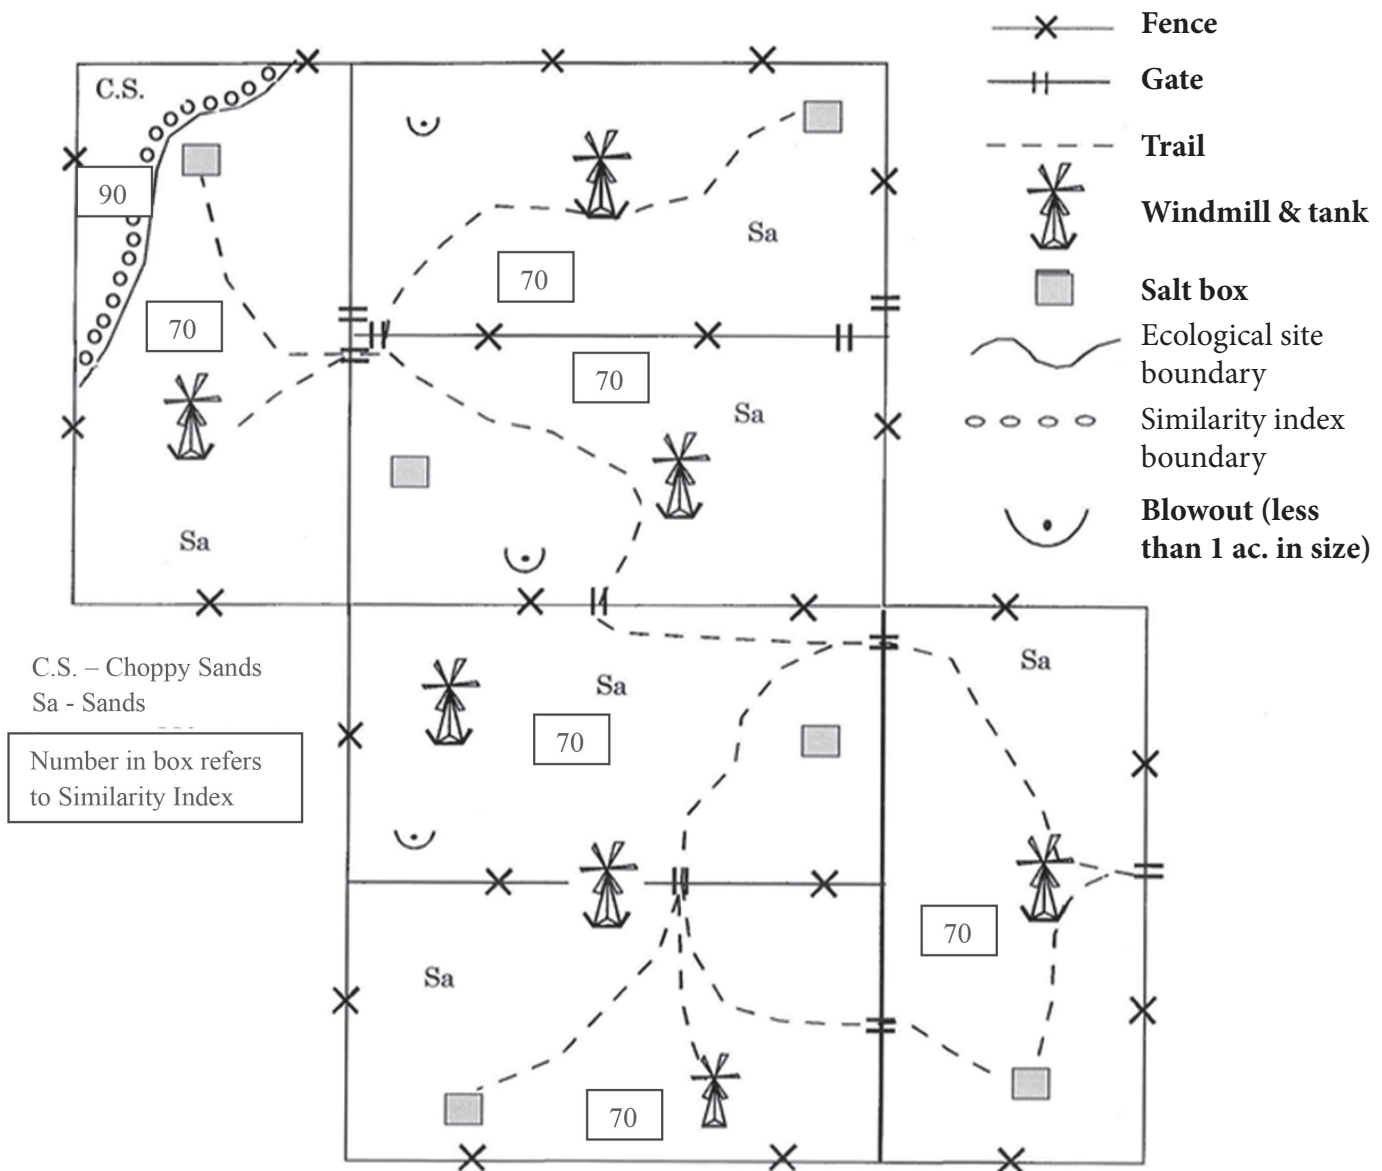 Fence
Gate
Trail
Windmill & tank
Salt box
Ecological site
boundary
Similarity index
boundary
Blowout (less
than 1 ac. in size)
C.S.
90
70
Sa
70
Sa
70
Sa
C.S. – Choppy Sands
Sa - Sands
Number in box refers
to Similarity Index
Sa
70
Sa
70
Sa
70